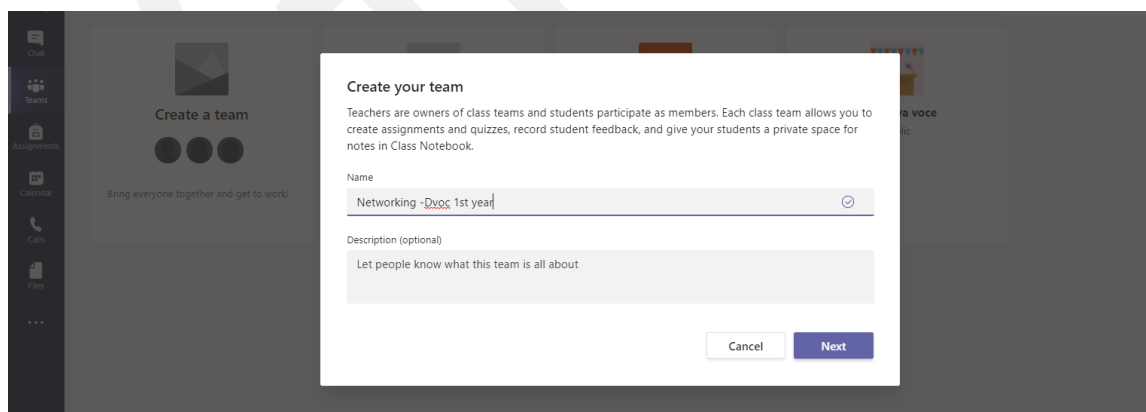 Chat
Teams
Assignments
Calendar
Calls
Files
Create a team
Bring everyone together and get to work!
Create your team
Teachers are owners of class teams and students participate as members. Each class team allows you to
create assignments and quizzes, record student feedback, and give your students a private space for
notes in Class Notebook.
Name
Networking -Dvoc 1st year
Description (optional)
Let people know what this team is all about
Cancel
Next
voce